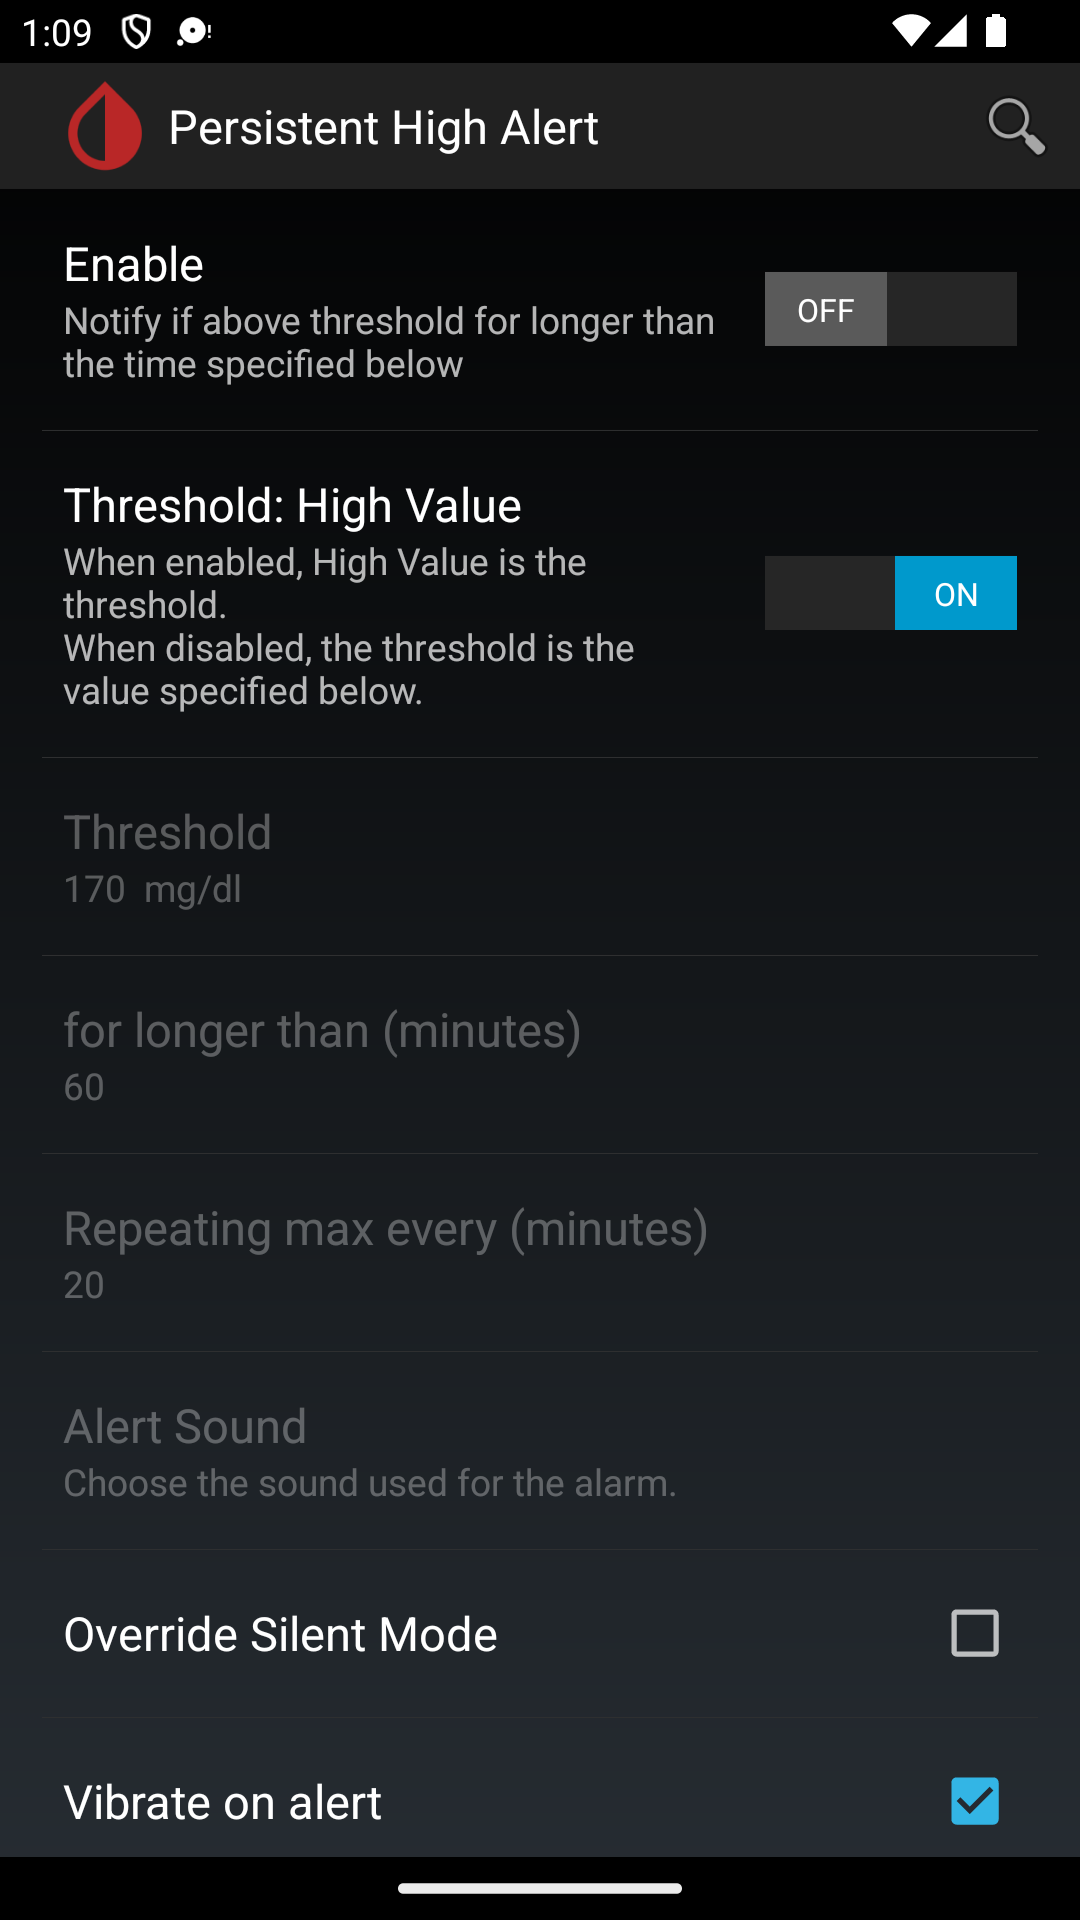 1:09
Persistent High Alert
Enable
Notify if above threshold for longer than
the time specified below
OFF
Threshold: High Value
When enabled, High Value is the
threshold.
When disabled, the threshold is the
value specified below.
ON
Threshold
170 mg/dl
for longer than (minutes)
60
Repeating max every (minutes)
20
Alert Sound
Choose the sound used for the alarm.
Override Silent Mode
Vibrate on alert